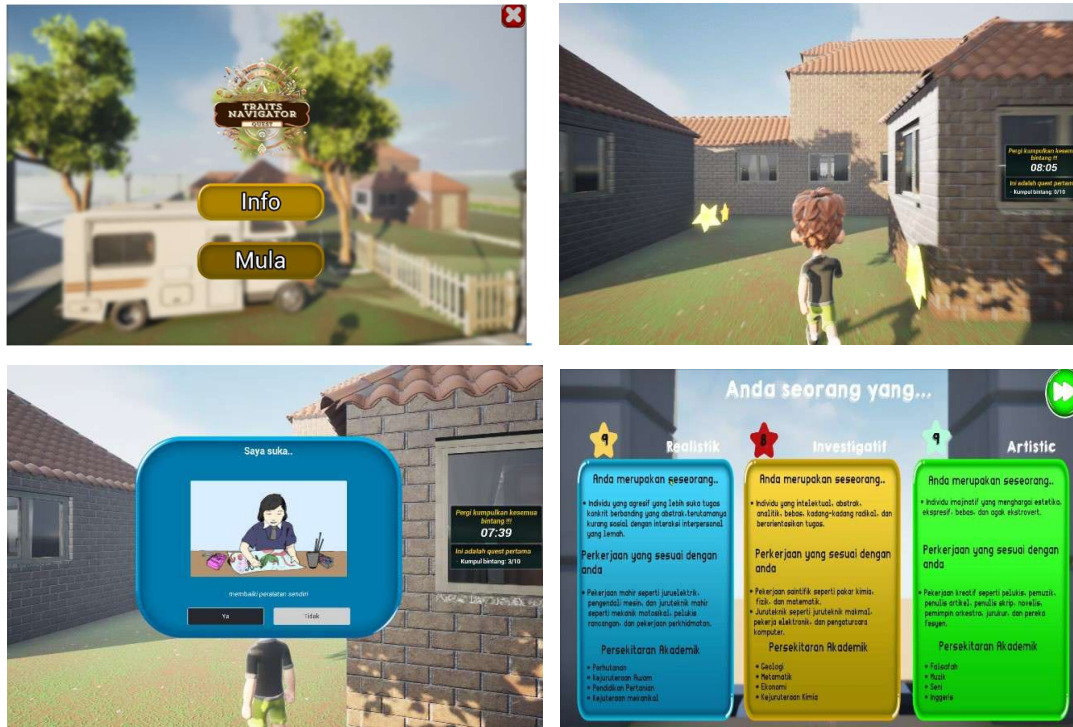 TRAITS
NAVIGATOR
QUEST
Info
Mula
Pergi kumpulkan kesem
bintang !!!
08:05
Ini adalah quest pertam
- Kumpul bintang: 0/10
Saya suka..
membaiki peralatan sendiri
Ya
Tidak
Pergi kumpulkan kesemua
bintang !!!
07:39
Ini adalah quest pertama
- Kumpul bintang: 3/10
Anda seorang yang...
9
Realistik
Anda merupakan seseorang..
• Individu yang agresif yang lebih suka tugas
konkrit berbanding yang abstrak,terutamanya
kurang sosial dengan interaksi interpersonal
yang lemah.
Perkerjaan yang sesuai dengan
anda
• Pekerjaan mahir seperti juruelektrik,
pengendali mesin, dan juruteknik mahir
seperti mekanik motosikal, pelukis
rancangan, dan pekerjaan perkhidmatan.
Persekitaran Akademik
• Perhutanan
• Kejuruteraan Awam
• Pendidikan Pertanian
• Kejuteraan mekanikal
8
Investigatif
Anda merupakan seseorang..
• Individu yang intelektual, abstrak,
analitik, bebas, kadang-kadang radikal, dan
berorientasikan tugas.
Perkerjaan yang sesuai dengan
anda
• Pekerjaan saintifik seperti pakar kimia,
fizik, dan matematik.
• Juruteknik seperti juruteknik makmal,
pekerja elektronik, dan pengaturcara
komputer.
Persekitaran Akademik
• Geologi
• Matematik
• Ekonomi
• Kejuruteraan Kimia
9
Artistic
Anda merupakan seseorang..
• Individu imajinatif yang menghargai estetika,
ekspresif, bebas, dan agak ekstrovert.
Perkerjaan yang sesuai dengan
anda
• Pekerjaan kreatif seperti pelukis, pemuzik,
penulis artikel, penulis skrip, novelis,
pemimpin orkestra, jurukur, dan pereka
fesyen.
Persekitaran Akademik
• Falsafah
• Muzik
• Seni
• Inggeris